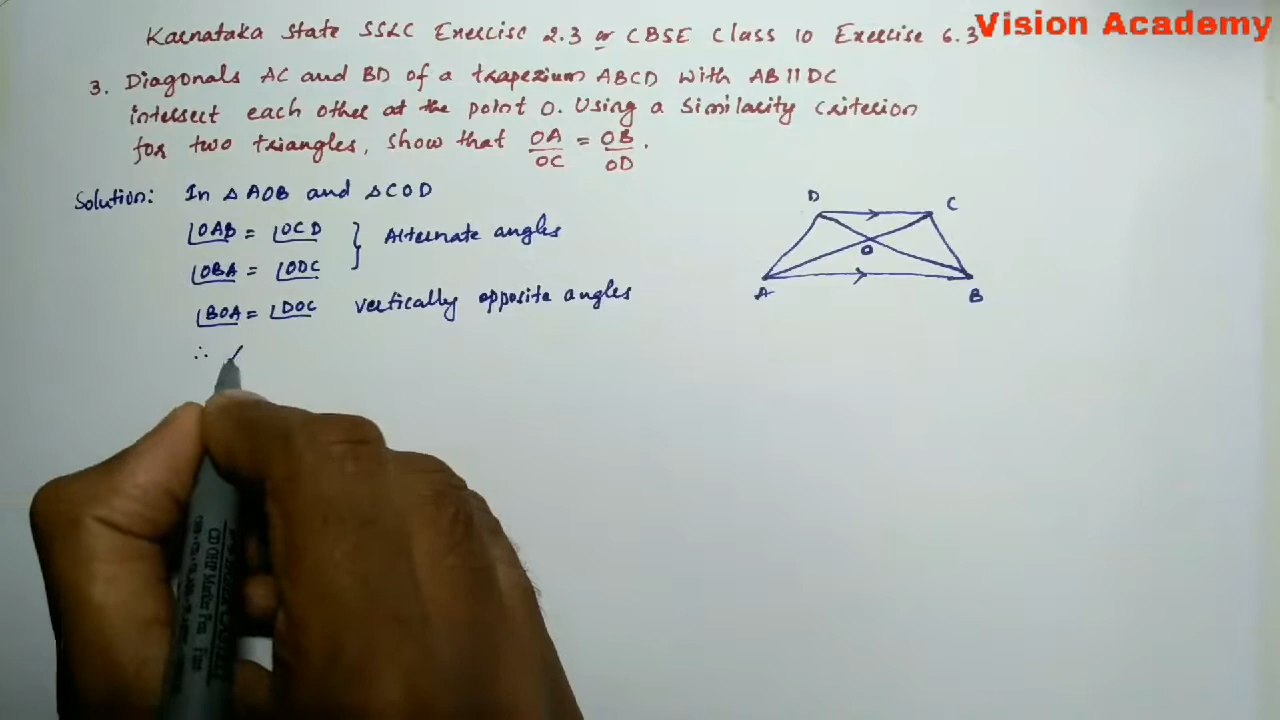 Karnataka State SSLC Exercise 2.3 or CBSE Class 10 Exercise 6.3
Vision Academy
3. Diagonals AC and BD of a trapezium ABCD with AB || DC
intersect each other at the point O. Using a Similarity Criterion
for two triangles, Show that OA/OC = OB/OD.
Solution: In △AOB and △COD
∠OAB = ∠OCD } Alternate angles
∠OBA = ∠ODC
∠BOA = ∠DOC vertically opposite angles
∴
D C
O
A B